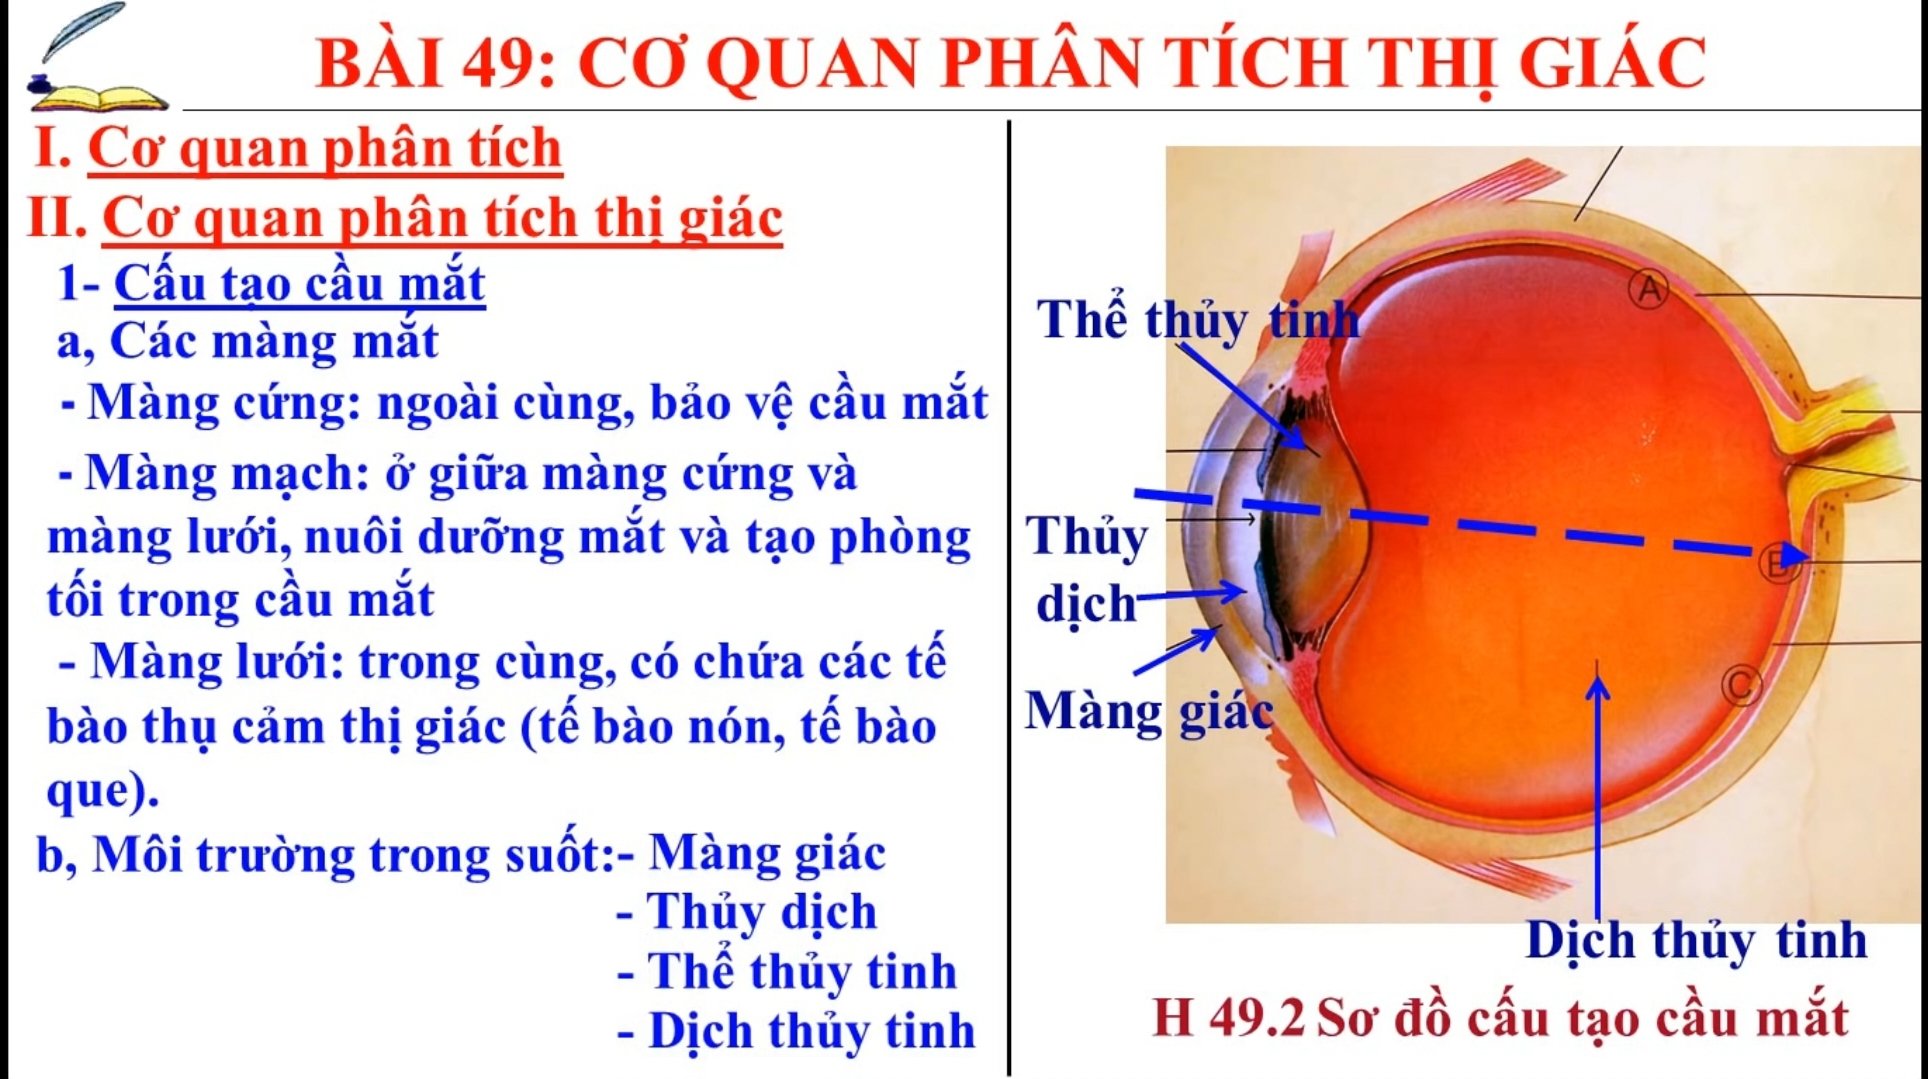 BÀI 49: CƠ QUAN PHÂN TÍCH THỊ GIÁC
I. Cơ quan phân tích
II. Cơ quan phân tích thị giác
1- Cấu tạo cầu mắt
a, Các màng mắt
- Màng cứng: ngoài cùng, bảo vệ cầu mắt
- Màng mạch: ở giữa màng cứng và
màng lưới, nuôi dưỡng mắt và tạo phòng
tối trong cầu mắt
- Màng lưới: trong cùng, có chứa các tế
bào thụ cảm thị giác (tế bào nón, tế bào
que).
b, Môi trường trong suốt:- Màng giác
- Thủy dịch
- Thể thủy tinh
- Dịch thủy tinh
A
Thể thủy tinh
Thủy
dịch
B
Màng giác
C
Dịch thủy tinh
H 49.2 Sơ đồ cấu tạo cầu mắt